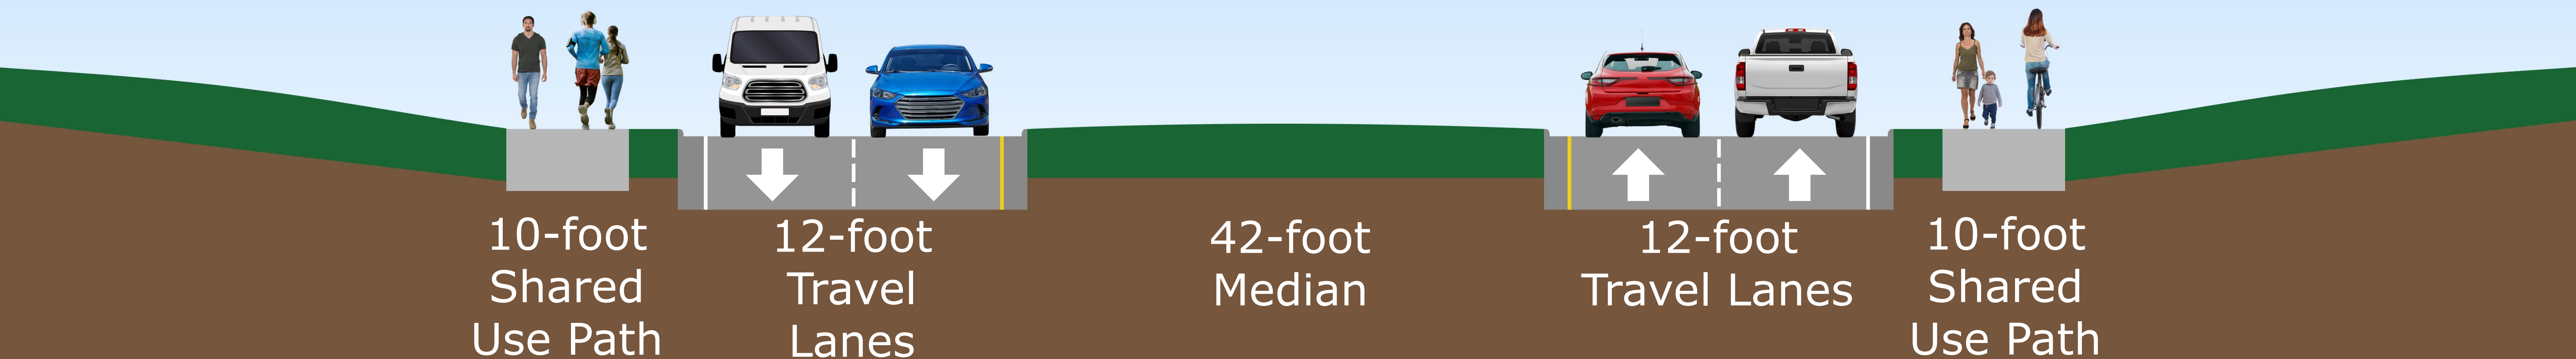 10-foot
Shared
Use Path
12-foot
Travel
Lanes
42-foot
Median
12-foot
Travel Lanes
10-foot
Shared
Use Path